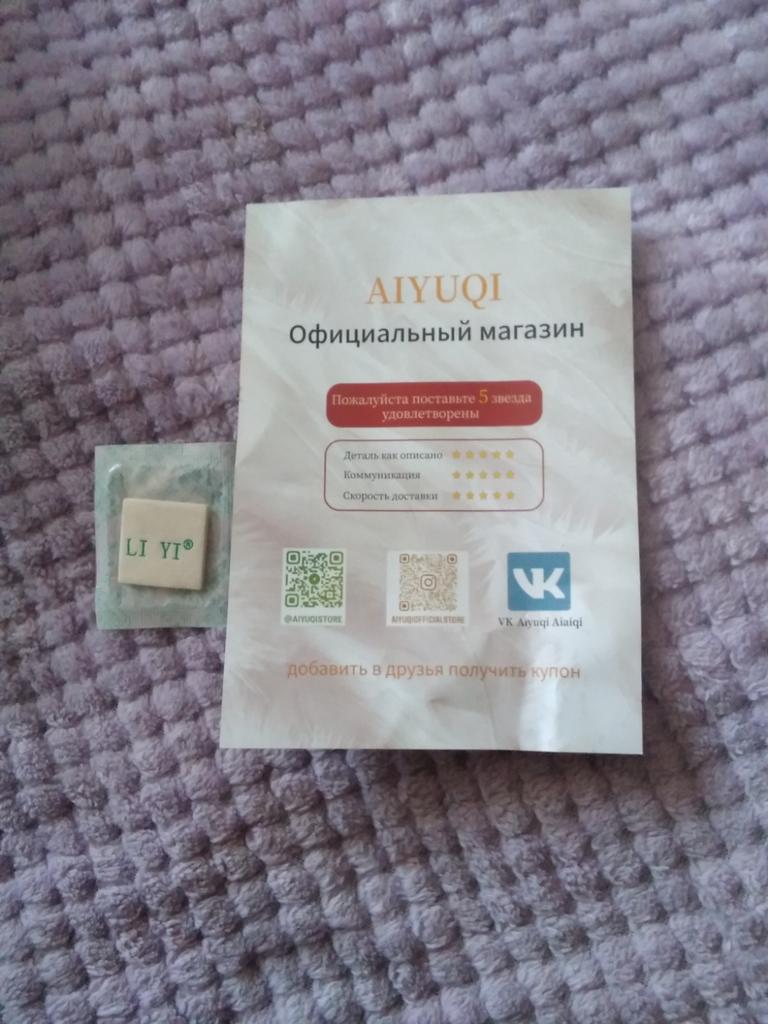 AIYUQI
Официальный магазин
Пожалуйста поставьте 5 звезда
удовлетворены
Деталь как описано
Коммуникация
Скорость доставки
LI YI®
@AIYUQISTORE
AIYUQIOFFICIALSTORE
VK Aiyuqi Aiaiqi
добавить в друзья получить купон